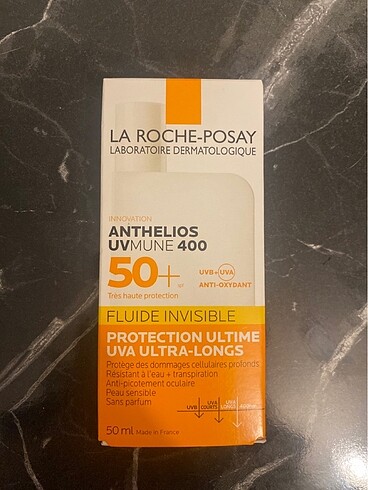 LA ROCHE-POSAY
LABORATOIRE DERMATOLOGIQUE
INNOVATION
ANTHELIOS
UVMUNE 400
50+
Très haute protection
UVB+UVA
ANTI-OXYDANT
FLUIDE INVISIBLE
PROTECTION ULTIME
UVA ULTRA-LONGS
Protège des dommages cellulaires profonds
Résistant à l'eau + transpiration
Anti-picotement oculaire
Peau sensible
Sans parfum
UVB
UVA
COURTS
UVA
LONGS
50 ml Made in France